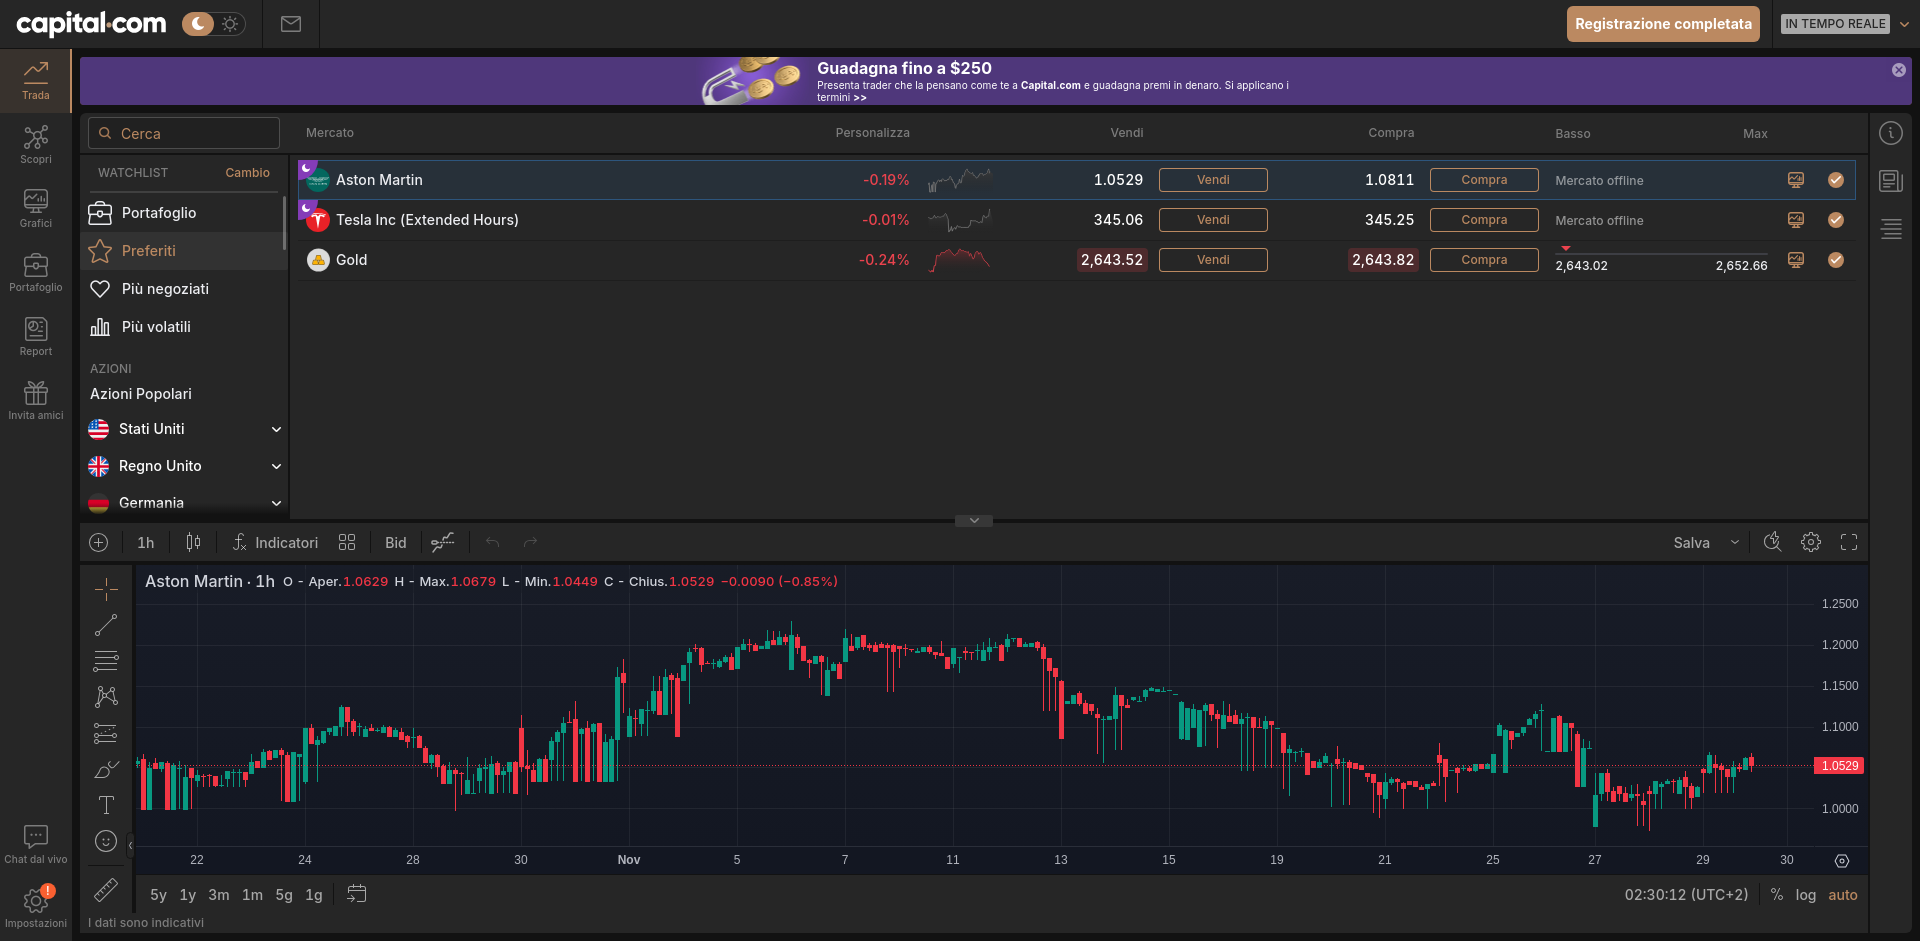 capital.com
Registrazione completata
IN TEMPO REALE
Trada
Scopri
Grafici
Portafoglio
Report
Invita amici
Chat dal vivo
Impostazioni
!
Guadagna fino a $250
Presenta trader che la pensano come te a Capital.com e guadagna premi in denaro. Si applicano i
termini >>
Cerca
Mercato Personalizza Vendi Compra Basso Max
WATCHLIST Cambio
Portafoglio
Preferiti
Più negoziati
Più volatili
AZIONI
Azioni Popolari
Stati Uniti
Regno Unito
Germania
Aston Martin -0.19% 1.0529 Vendi 1.0811 Compra Mercato offline
Tesla Inc (Extended Hours) -0.01% 345.06 Vendi 345.25 Compra Mercato offline
Gold -0.24% 2,643.52 Vendi 2,643.82 Compra 2,643.02 2,652.66
1h Indicatori Bid Salva
Aston Martin · 1h O - Aper.1.0629 H - Max.1.0679 L - Min.1.0449 C - Chius.1.0529 −0.0090 (−0.85%)
1.2500
1.2000
1.1500
1.1000
1.0529
1.0000
22 24 28 30 Nov 5 7 11 13 15 19 21 25 27 29 30
5y 1y 3m 1m 5g 1g 02:30:12 (UTC+2) % log auto
I dati sono indicativi